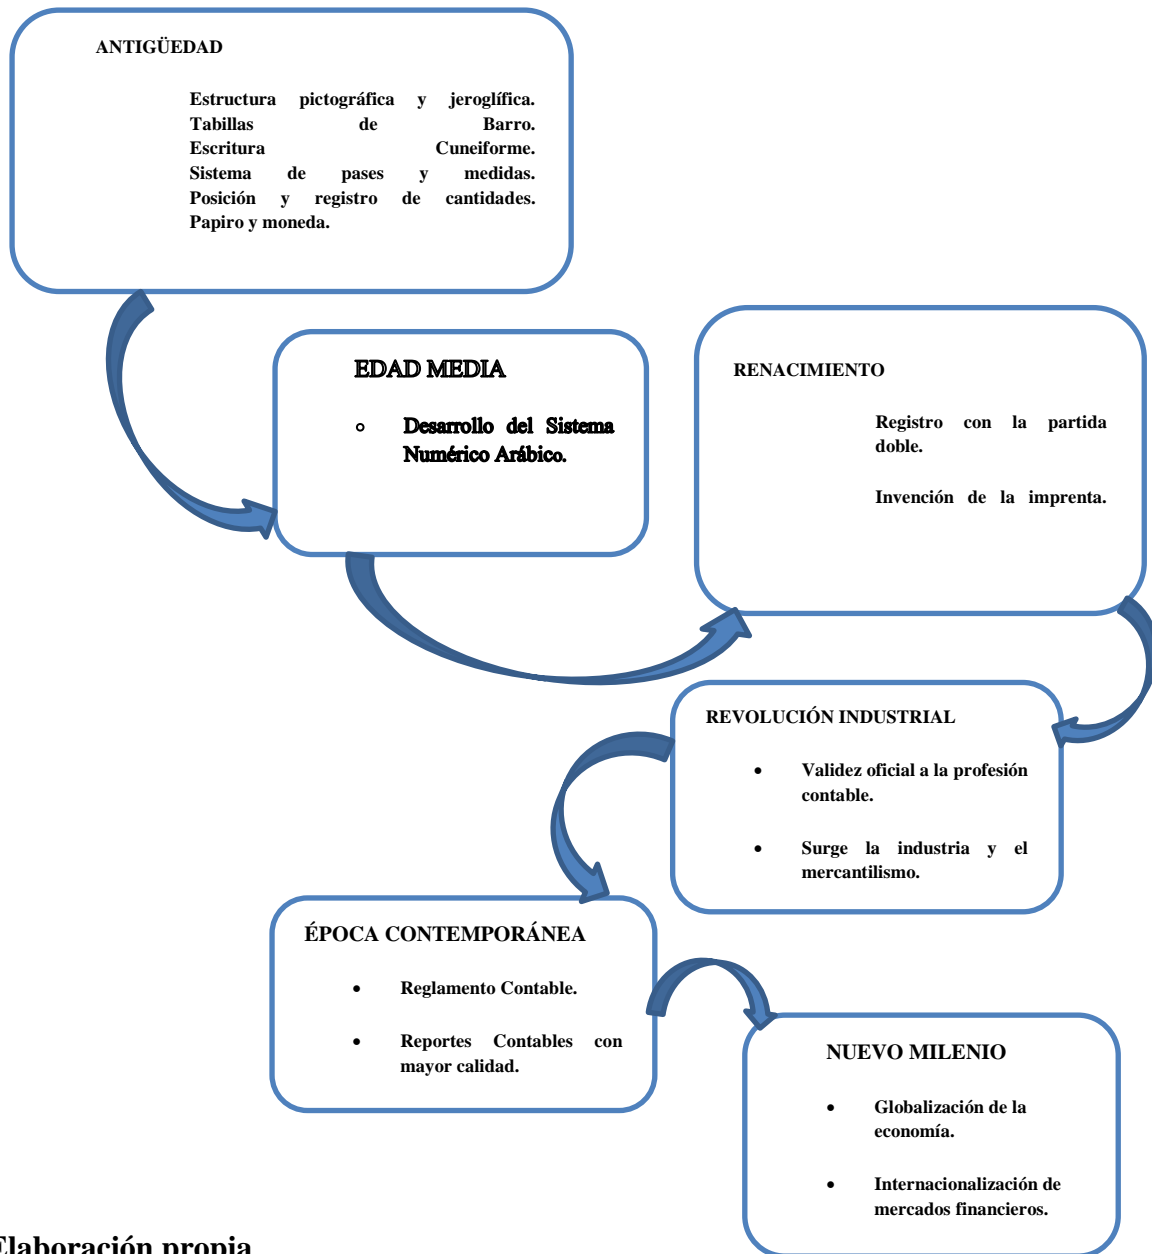 ANTIGÜEDAD
Estructura pictográfica y jeroglífica.
Tabillas de Barro.
Escritura Cuneiforme.
Sistema de pases y medidas.
Posición y registro de cantidades.
Papiro y moneda.
EDAD MEDIA
o Desarrollo del Sistema
Numérico Arábico.
RENACIMIENTO
Registro con la partida
doble.
Invención de la imprenta.
REVOLUCIÓN INDUSTRIAL
• Validez oficial a la profesión
contable.
• Surge la industria y el
mercantilismo.
ÉPOCA CONTEMPORÁNEA
• Reglamento Contable.
• Reportes Contables con
mayor calidad.
NUEVO MILENIO
• Globalización de la
economía.
• Internacionalización de
mercados financieros.
Elaboración propia